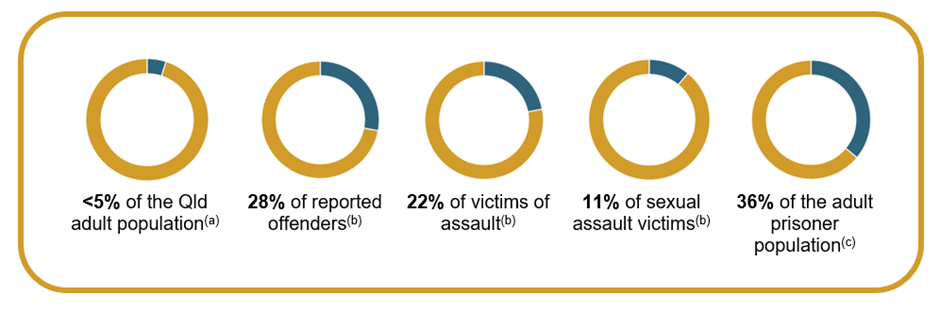 <5% of the Qld
adult population(a)
28% of reported
offenders(b)
22% of victims of
assault(b)
11% of sexual
assault victims(b)
36% of the adult
prisoner
population(c)